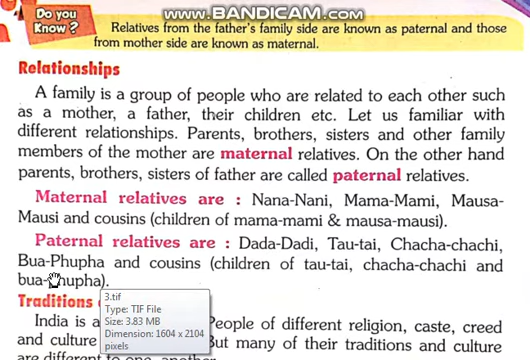 www.BANDICAM.com
Do you
Know ?
Relatives from the father's family side are known as paternal and those
from mother side are known as maternal.
Relationships
A family is a group of people who are related to each other such
as a mother, a father, their children etc. Let us familiar with
different relationships. Parents, brothers, sisters and other family
members of the mother are maternal relatives. On the other hand
parents, brothers, sisters of father are called paternal relatives.
Maternal relatives are : Nana-Nani, Mama-Mami, Mausa-
Mausi and cousins (children of mama-mami & mausa-mausi).
Paternal relatives are : Dada-Dadi, Tau-tai, Chacha-chachi,
Bua-Phupha and cousins (children of tau-tai, chacha-chachi and
bua-phupha).
3.tif
Type: TIF File
Size: 3.83 MB
Dimension: 1604 x 2104
pixels
Traditions
India is a People of different religion, caste, creed
and culture But many of their traditions and culture
are different to one another